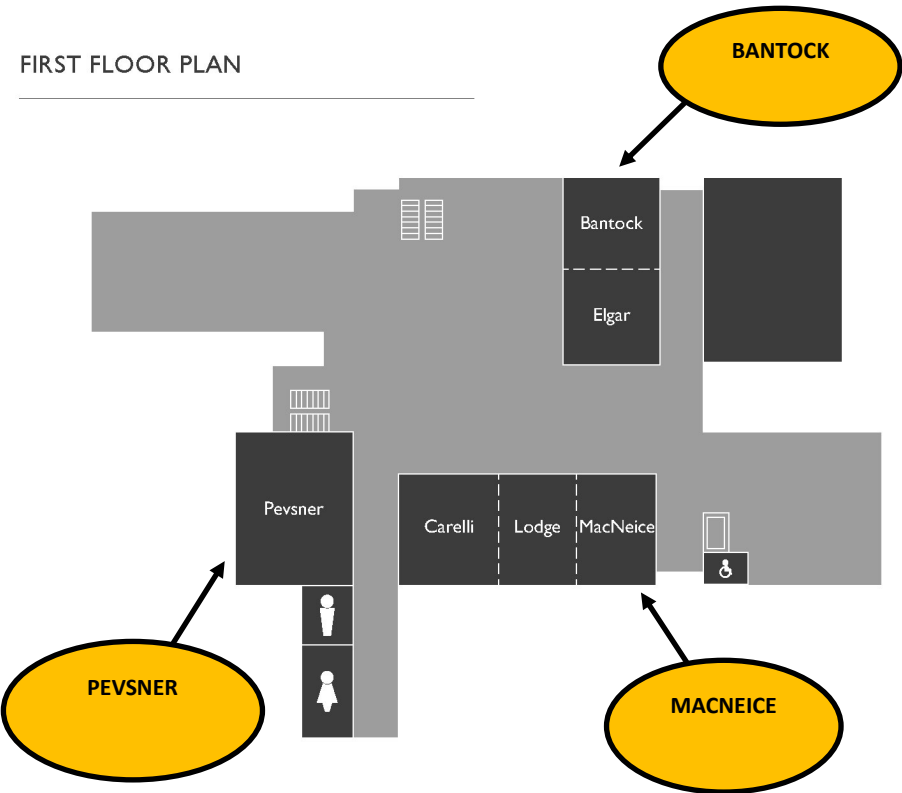 FIRST FLOOR PLAN
BANTOCK
Bantock
Elgar
Pevsner
Carelli
Lodge
MacNeice
PEVSNER
MACNEICE